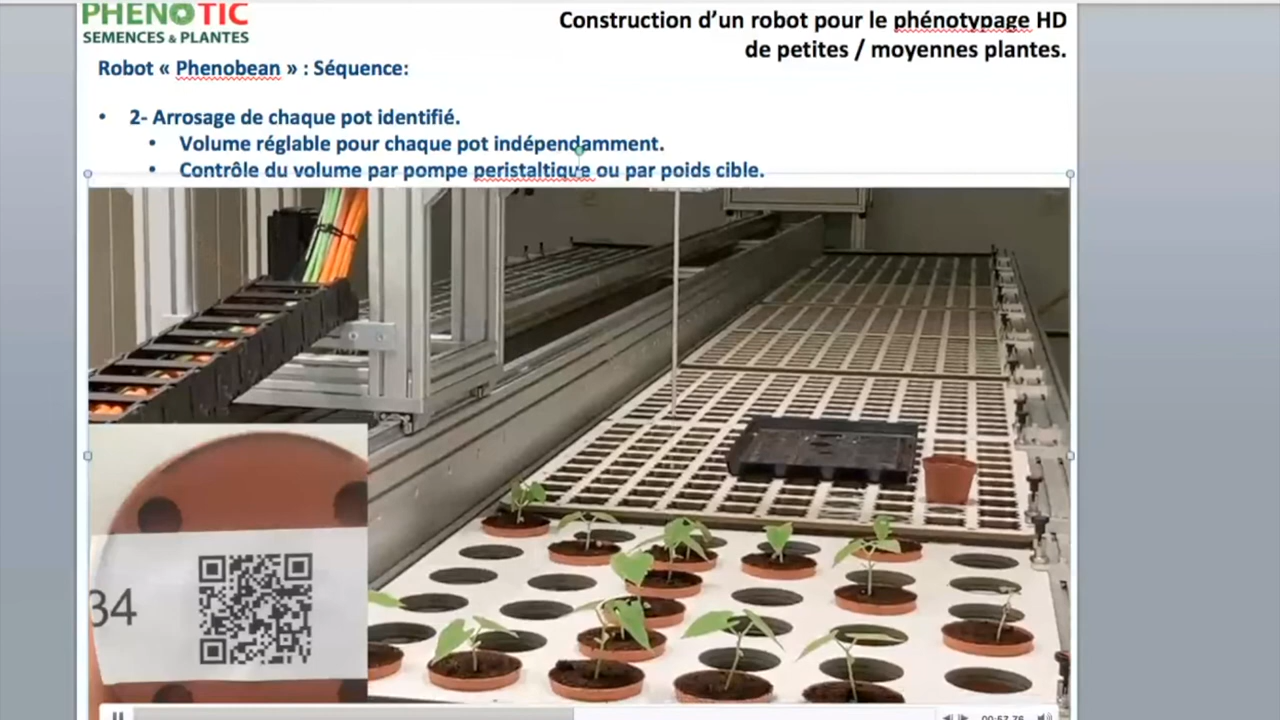 PHENOTIC
SEMENCES & PLANTES
Construction d'un robot pour le phénotypage HD
de petites / moyennes plantes.
Robot « Phenobean » : Séquence:
• 2- Arrosage de chaque pot identifié.
• Volume réglable pour chaque pot indépendamment.
• Contrôle du volume par pompe peristaltique ou par poids cible.
34